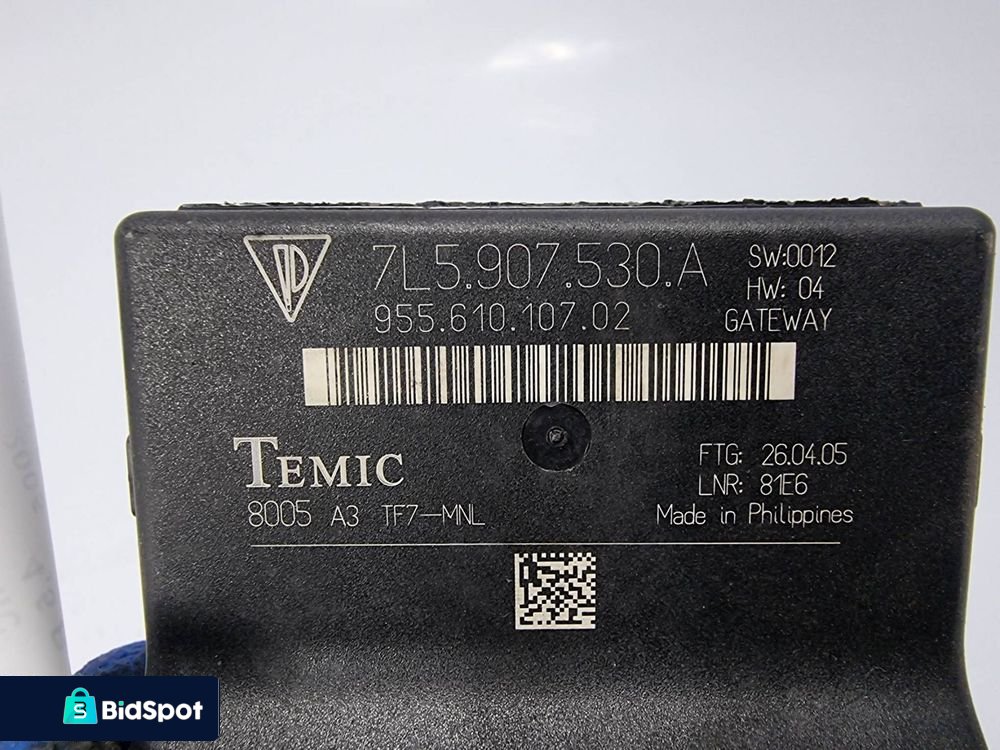 7L5.907.530.A
SW:0012
HW: 04
955.610.107.02
GATEWAY
TEMIC
8005 A3 TF7-MNL
FTG: 26.04.05
LNR: 81E6
Made in Philippines
BidSpot